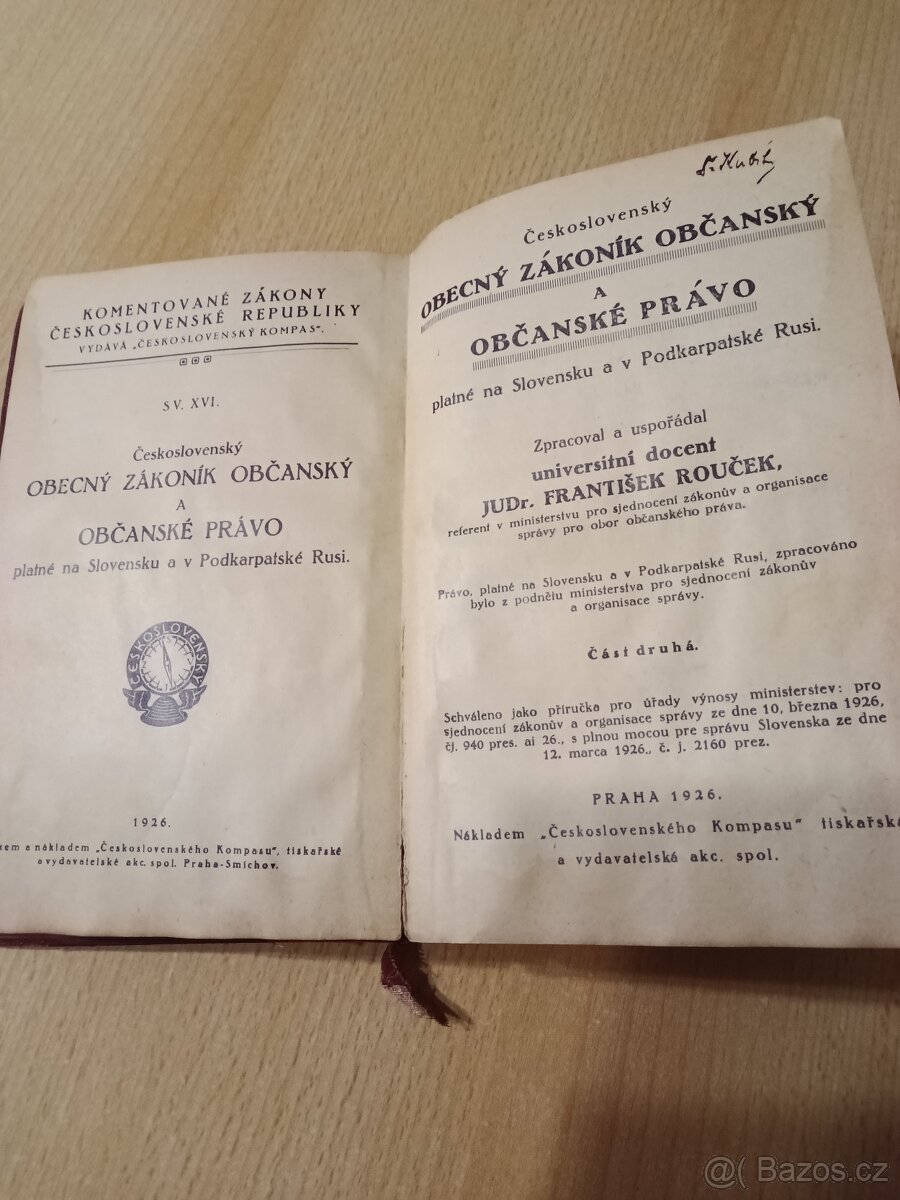 KOMENTOVANÉ ZÁKONY
ČESKOSLOVENSKÉ REPUBLIKY
VYDÁVÁ „ČESKOSLOVENSKÝ KOMPAS".
SV. XVI.
Československý
OBECNÝ ZÁKONÍK OBČANSKÝ
A
OBČANSKÉ PRÁVO
platné na Slovensku a v Podkarpatské Rusi.
ČESKOSLOVENSKÝ
1926.
a nákladem „Československého Kompasu", tiskařské
a vydavatelské akc. spol. Praha-Smíchov.
Československý
OBECNÝ ZÁKONÍK OBČANSKÝ
A
OBČANSKÉ PRÁVO
platné na Slovensku a v Podkarpatské Rusi.
Zpracoval a uspořádal
universitní docent
JUDr. FRANTIŠEK ROUČEK,
referent v ministerstvu pro sjednocení zákonův a organisace
správy pro obor občanského práva.
Právo, platné na Slovensku a v Podkarpatské Rusi, zpracováno
bylo z podnětu ministerstva pro sjednocení zákonův
a organisace správy.
Část druhá.
Schváleno jako příručka pro úřady výnosy ministerstev: pro
sjednocení zákonův a organisace správy ze dne 10. března 1926,
čj. 940 pres. ai 26., s plnou mocou pre správu Slovenska ze dne
12. marca 1926., č. j. 2160 prez.
PRAHA 1926.
Nákladem „Československého Kompasu" tiskařská
a vydavatelská akc. spol.
@( Bazos.cz